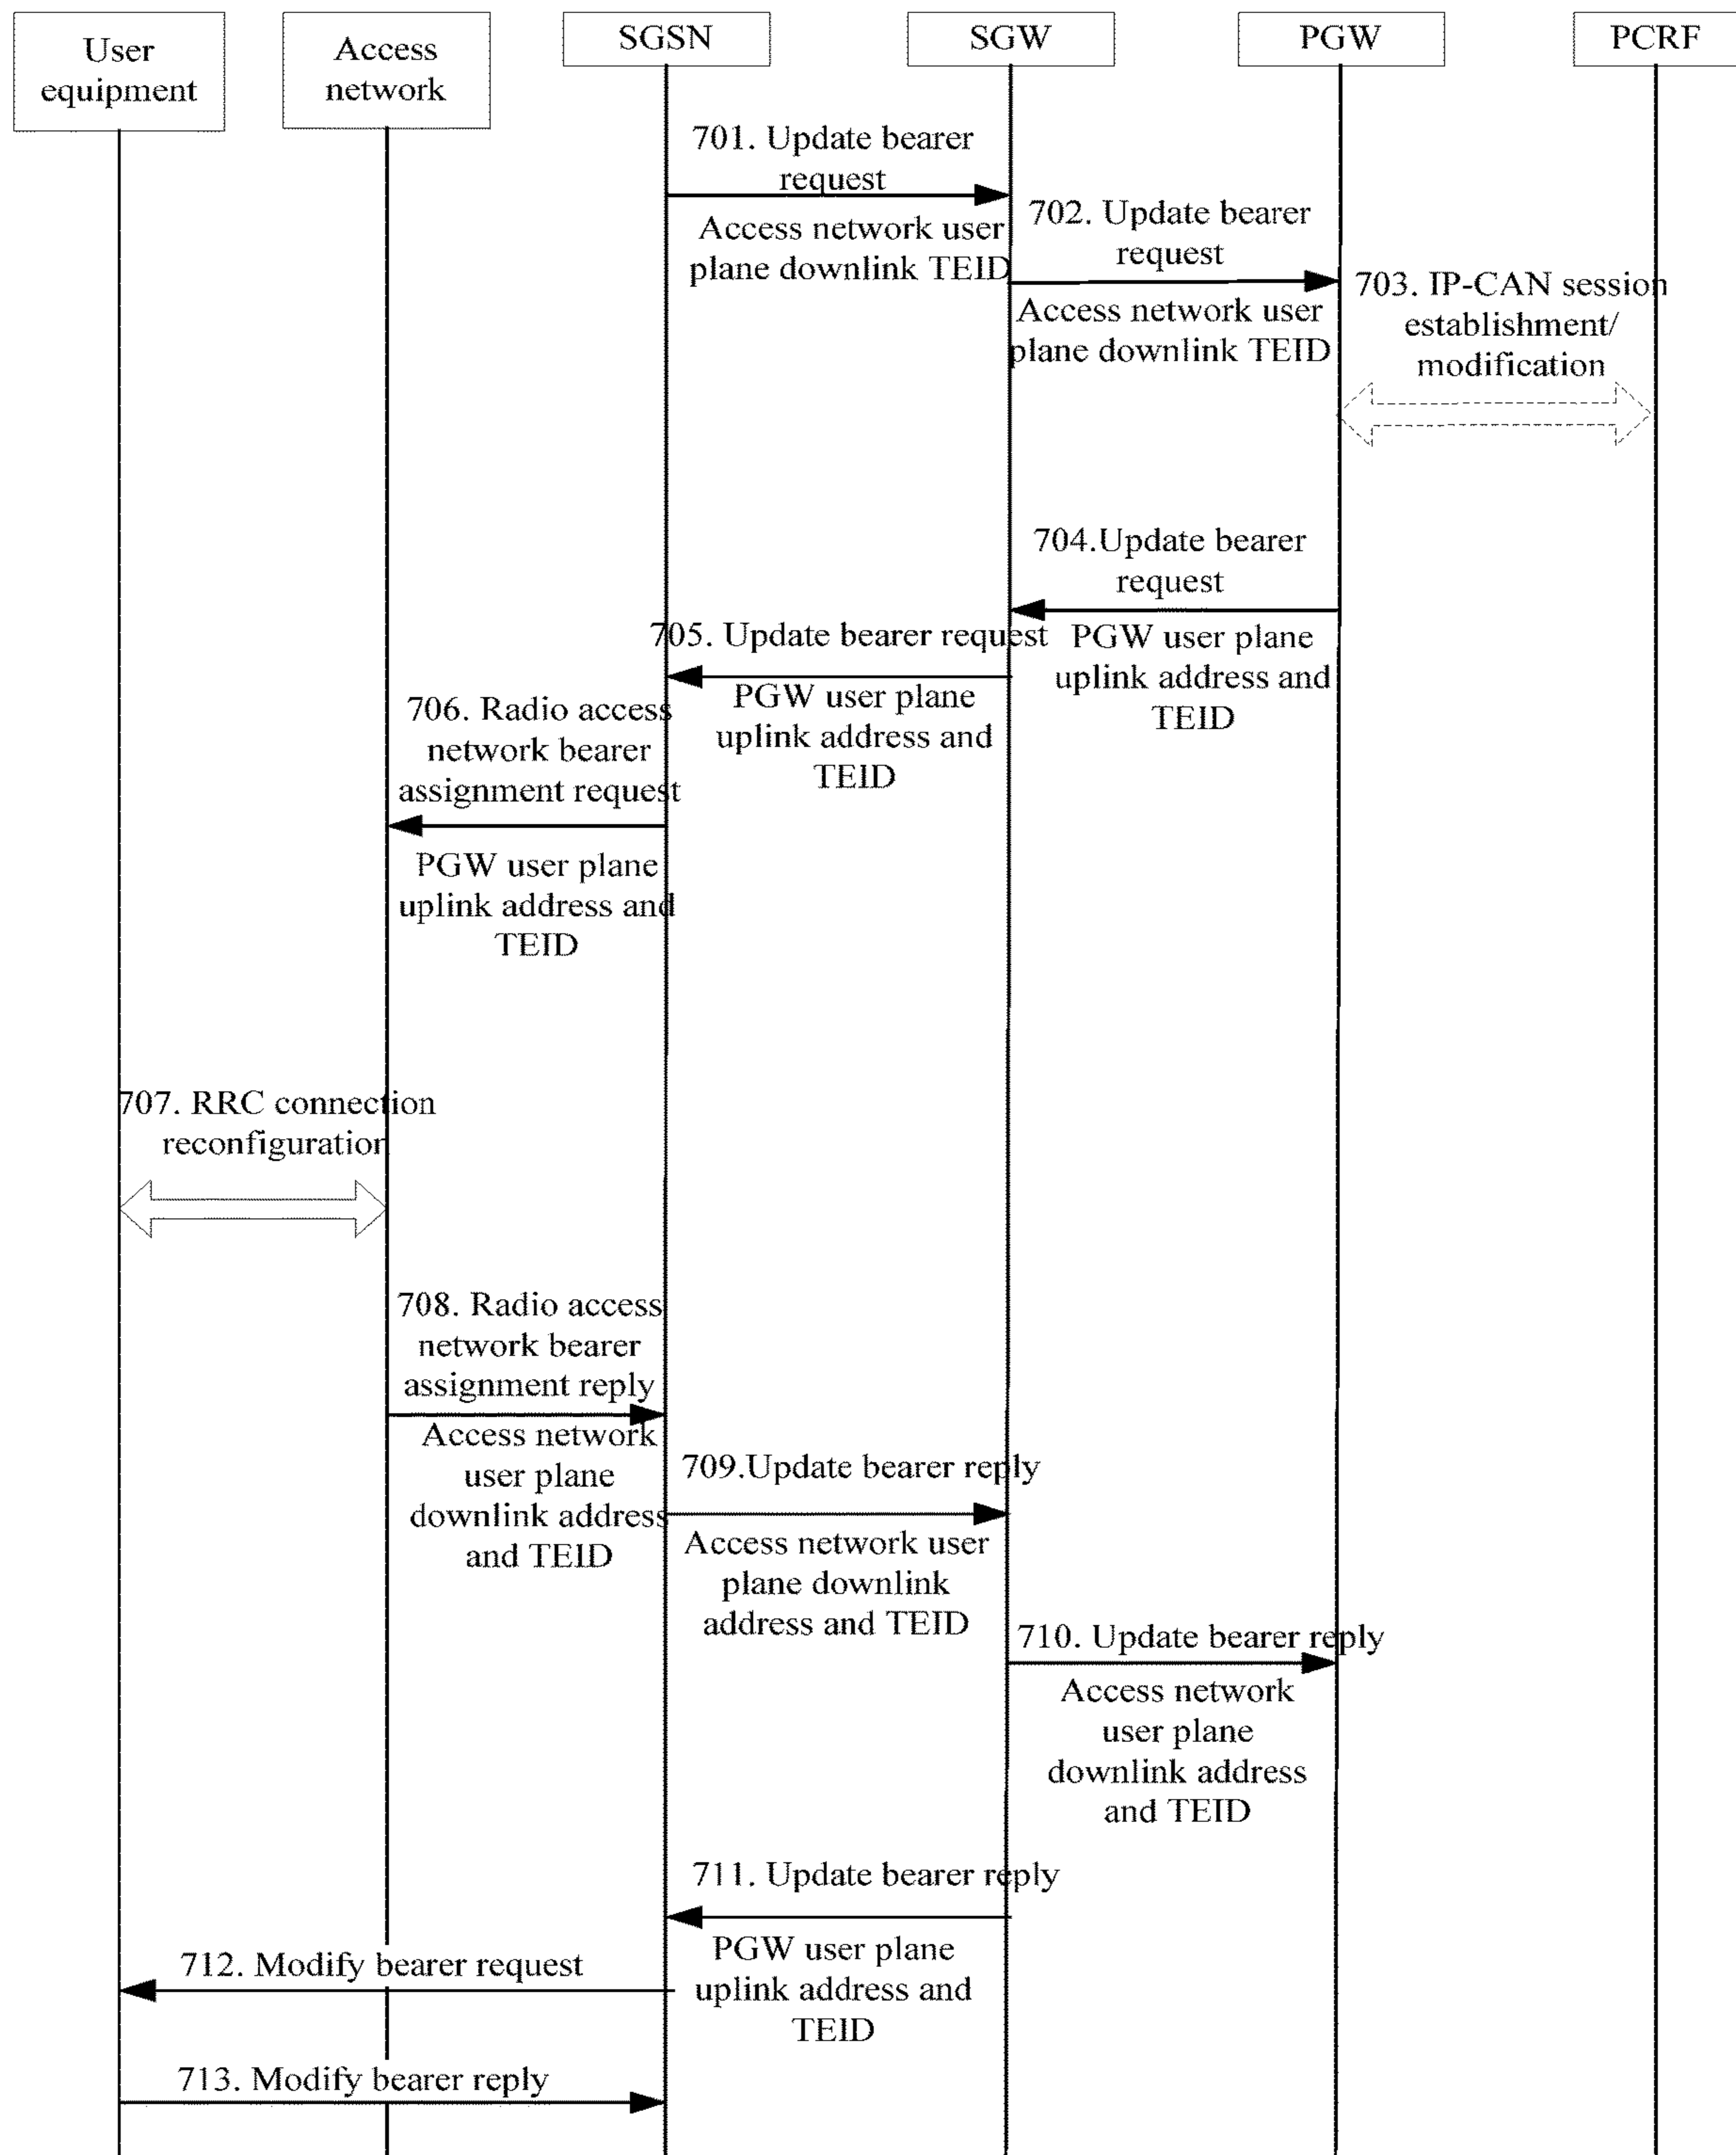 User
equipment
Access
network
SGSN
SGW
PGW
PCRF
701. Update bearer
request
Access network user
plane downlink TEID
702. Update bearer
request
Access network user
plane downlink TEID
703. IP-CAN session
establishment/
modification
704.Update bearer
request
PGW user plane
uplink address and
TEID
705. Update bearer request
PGW user plane
uplink address and
TEID
706. Radio access
network bearer
assignment request
PGW user plane
uplink address and
TEID
707. RRC connection
reconfiguration
708. Radio access
network bearer
assignment reply
Access network
user plane
downlink address
and TEID
709.Update bearer reply
Access network user
plane downlink
address and TEID
710. Update bearer reply
Access network
user plane
downlink address
and TEID
711. Update bearer reply
PGW user plane
uplink address and
TEID
712. Modify bearer request
713. Modify bearer reply